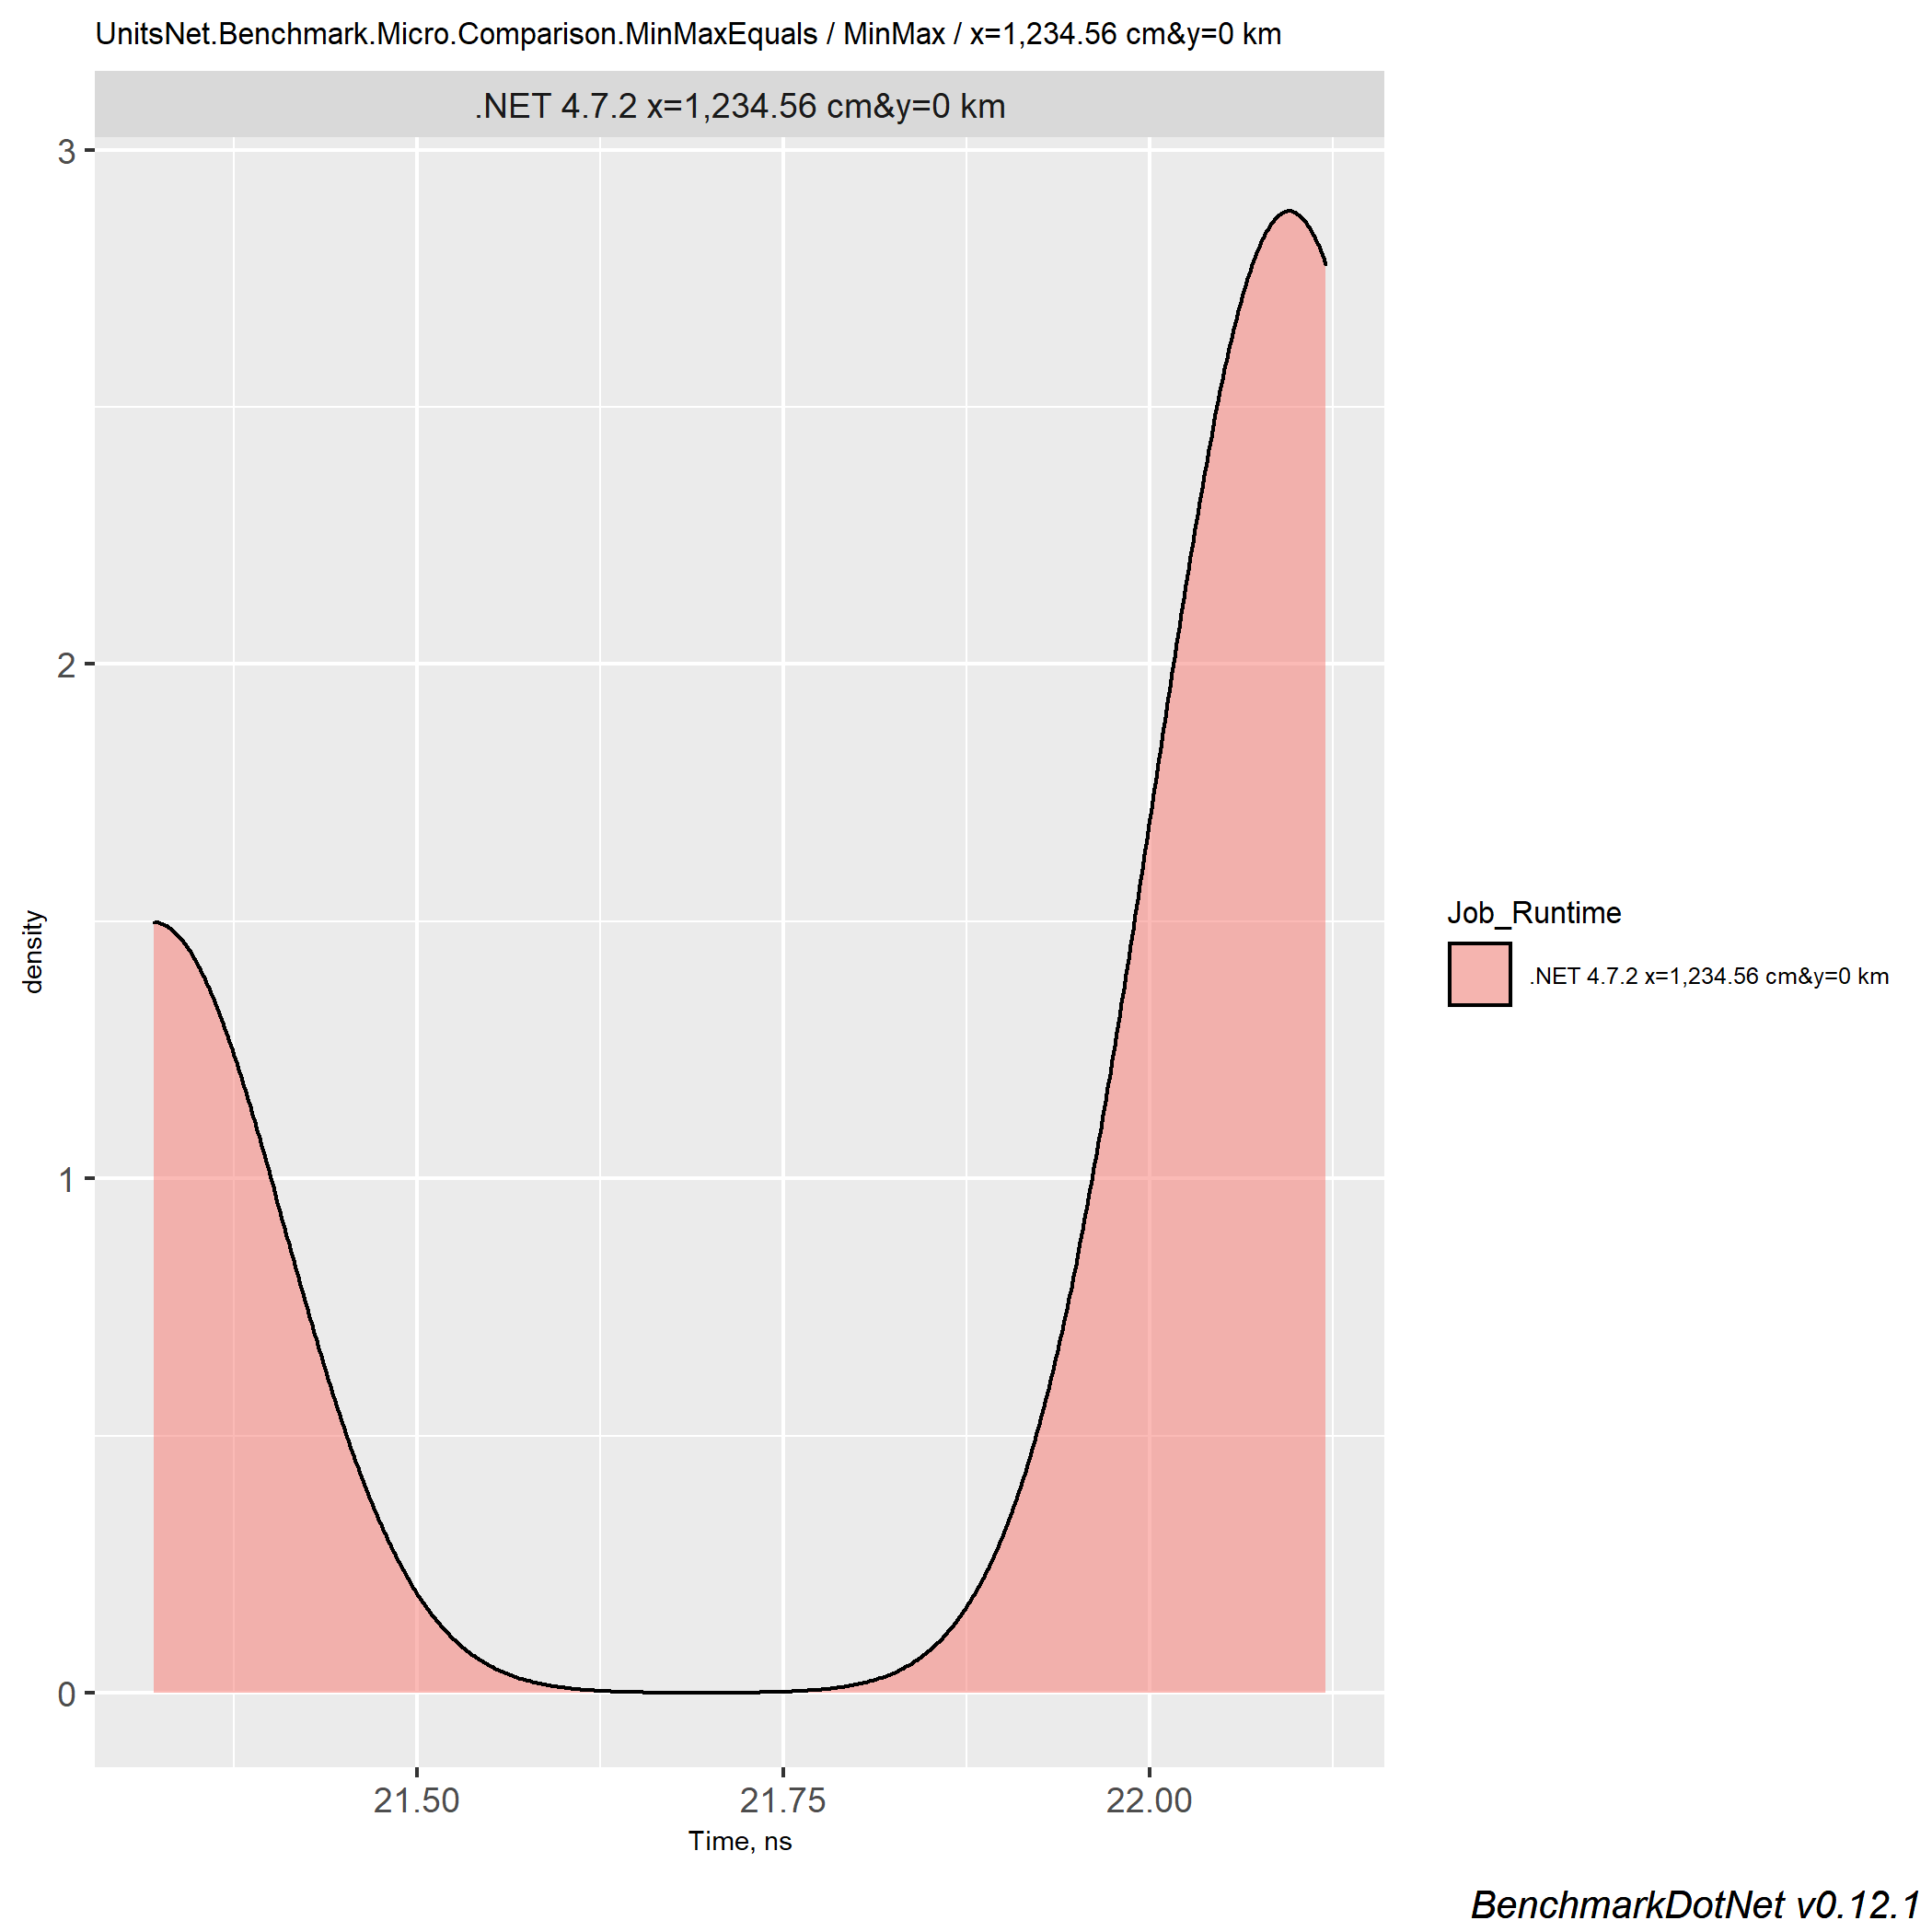 UnitsNet.Benchmark.Micro.Comparison.MinMaxEquals / MinMax / x=1,234.56 cm&y=0 km
.NET 4.7.2 x=1,234.56 cm&y=0 km
3
2
1
0
density
21.50 21.75 22.00
Time, ns
Job_Runtime
.NET 4.7.2 x=1,234.56 cm&y=0 km
BenchmarkDotNet v0.12.1